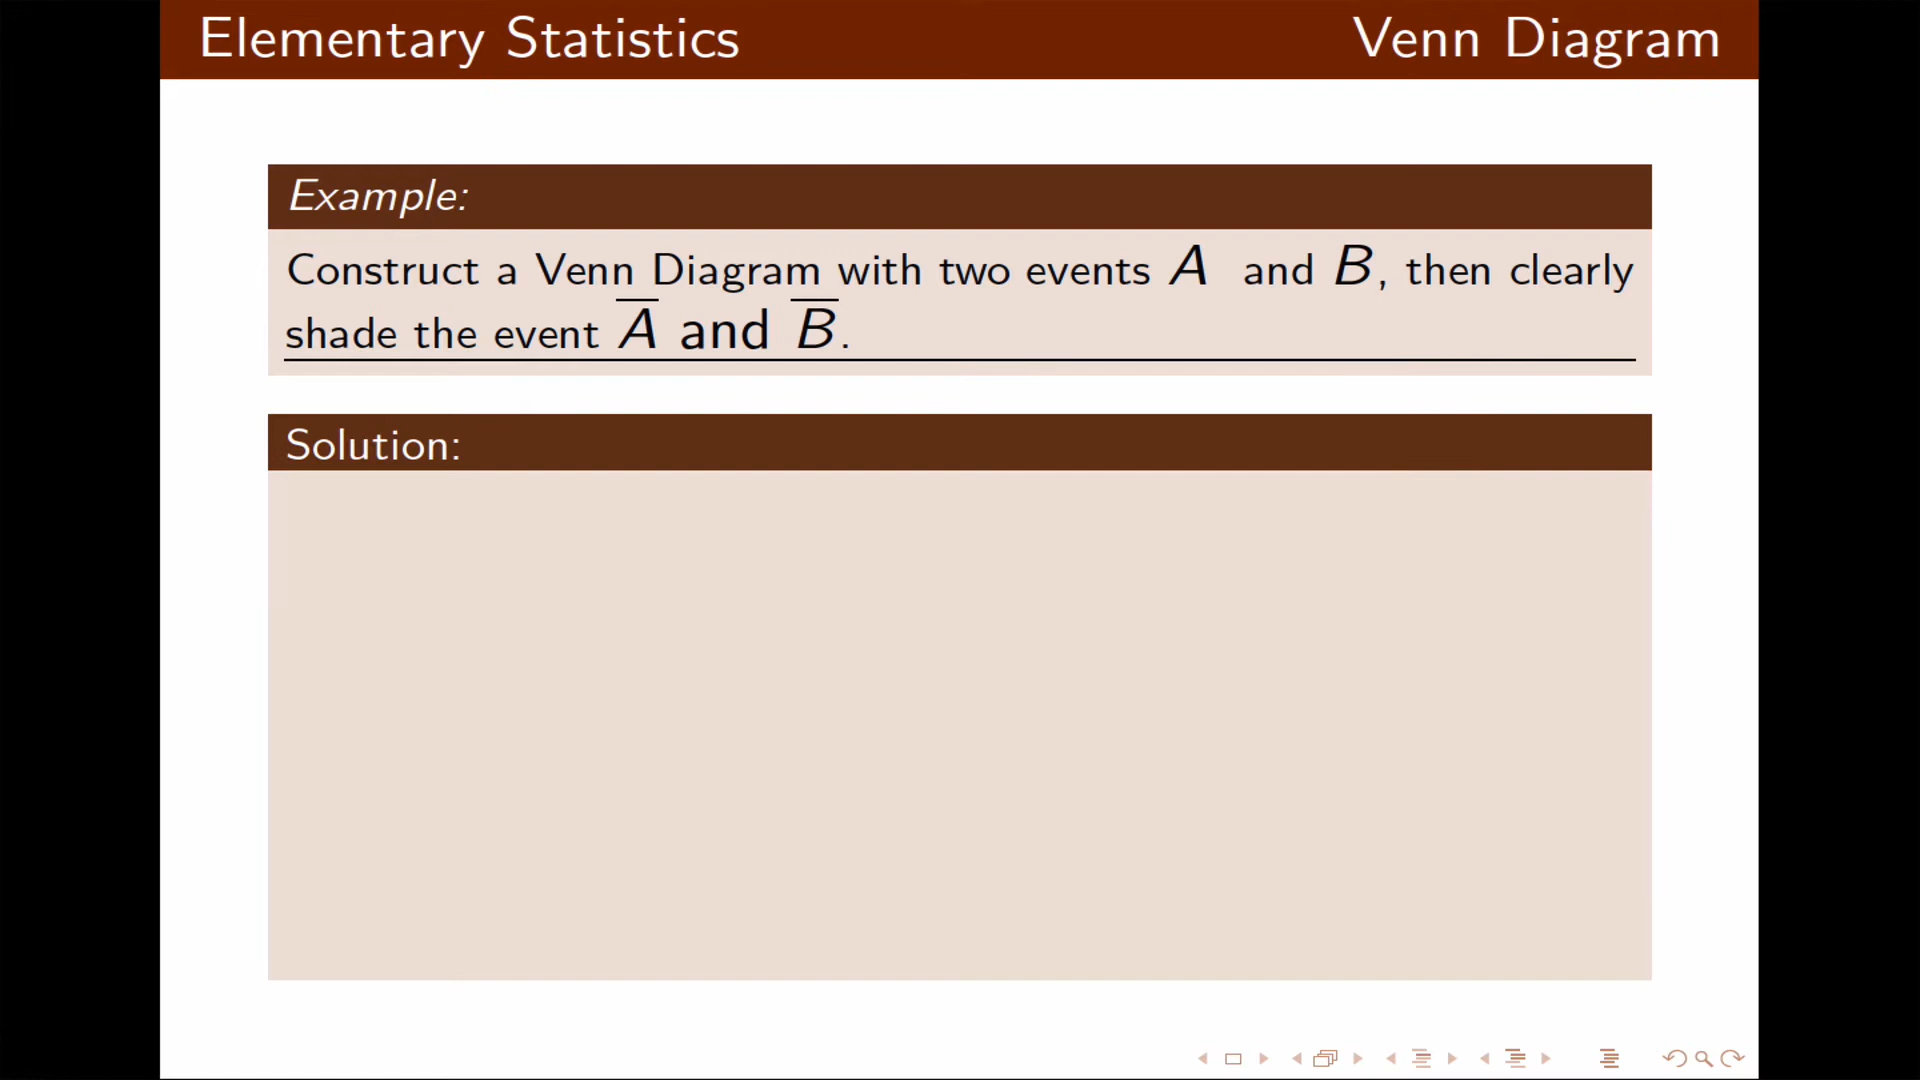 Elementary Statistics
Venn Diagram
Example:
Construct a Venn Diagram with two events A and B, then clearly
shade the event A̅ and B̅.
Solution: